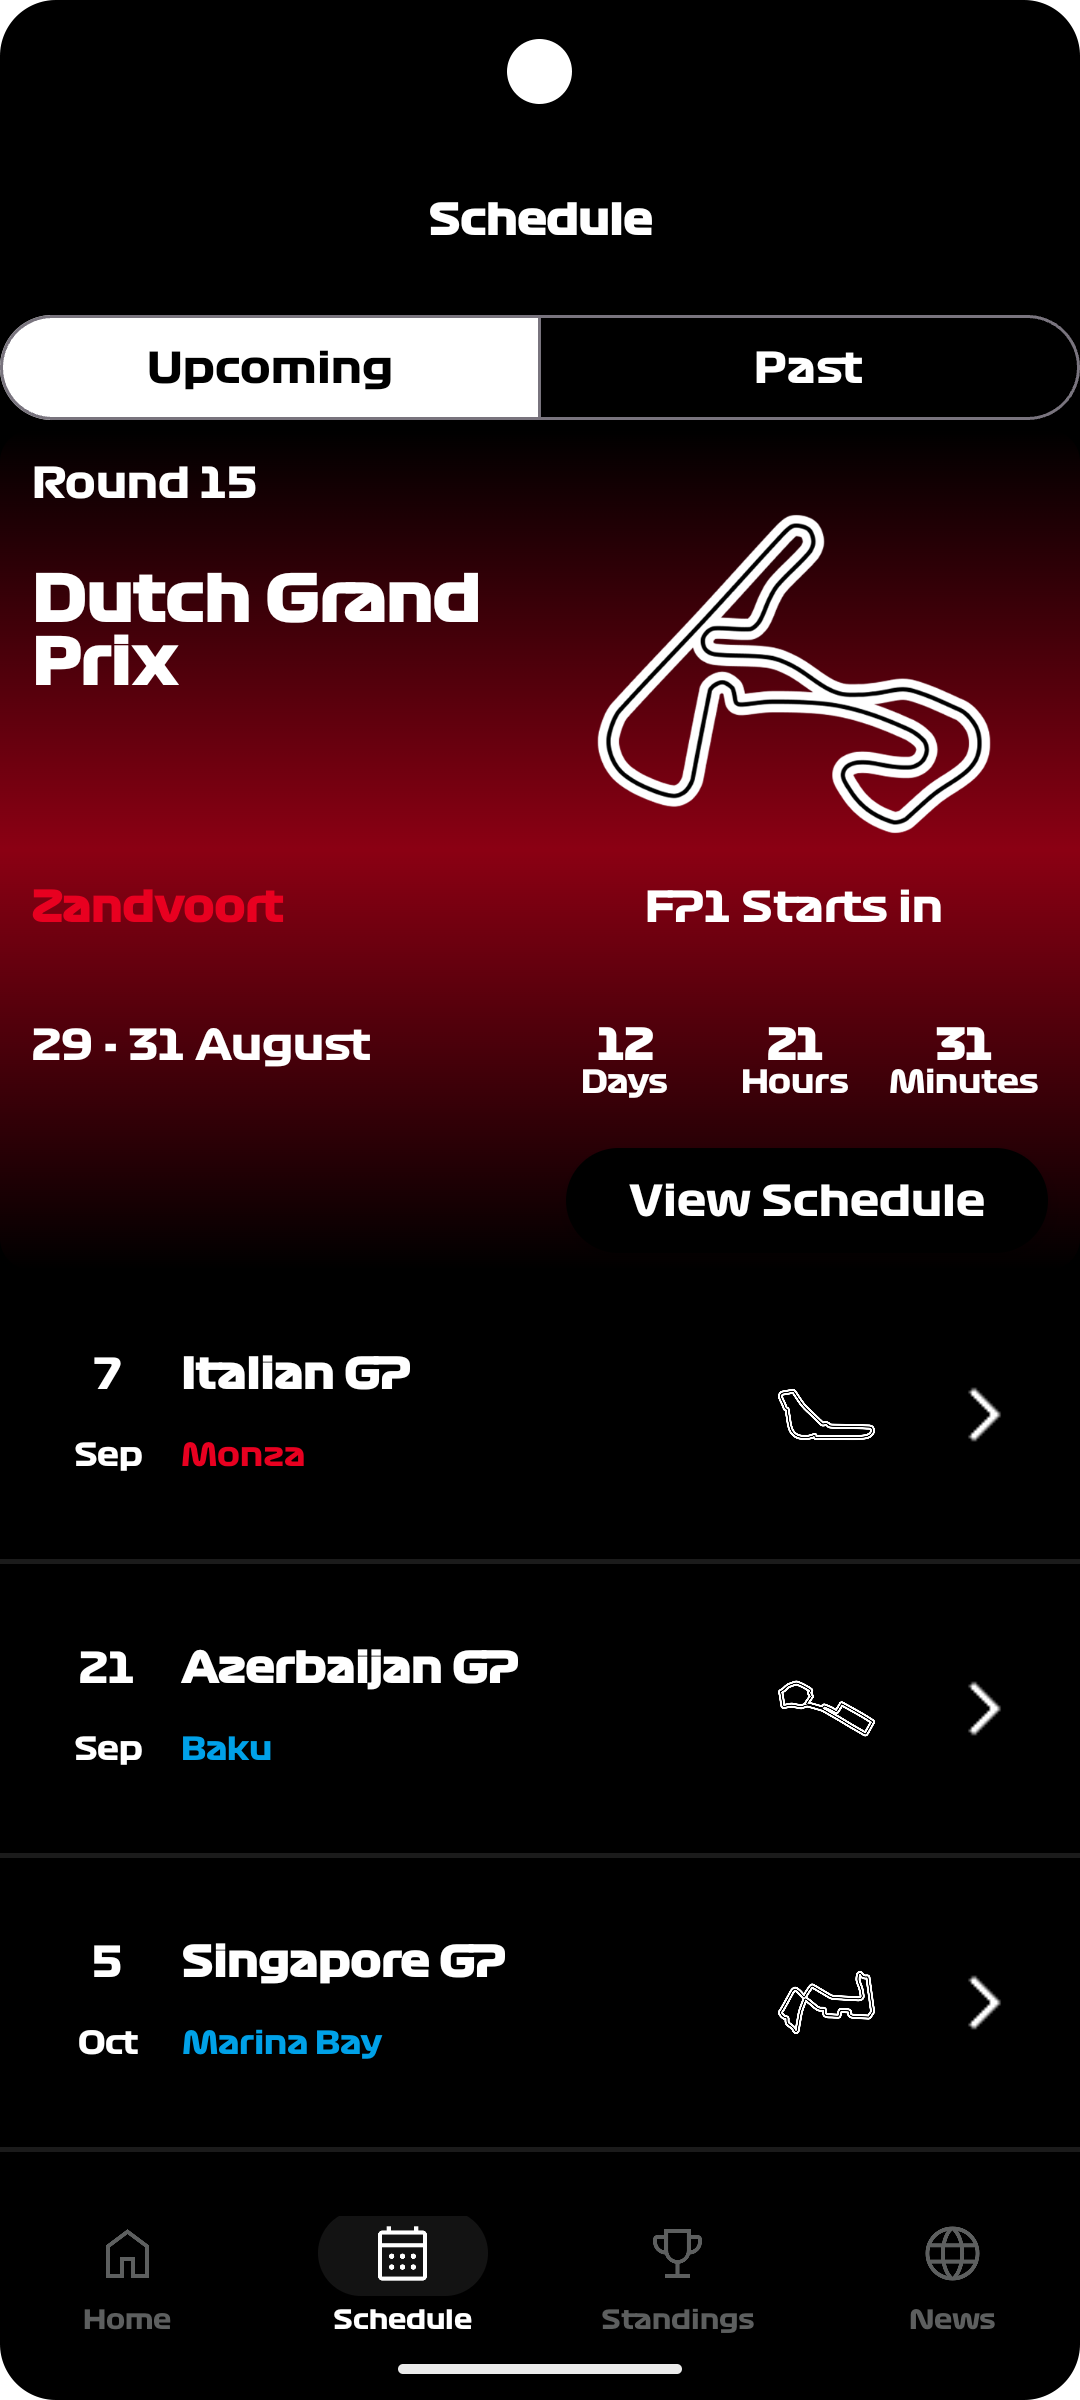 Schedule
Upcoming
Past
Round 15
Dutch Grand
Prix
Zandvoort
FP1 Starts in
29 - 31 August
12
Days
21
Hours
31
Minutes
View Schedule
7
Sep
Italian GP
Monza
21
Sep
Azerbaijan GP
Baku
5
Oct
Singapore GP
Marina Bay
Home
Schedule
Standings
News